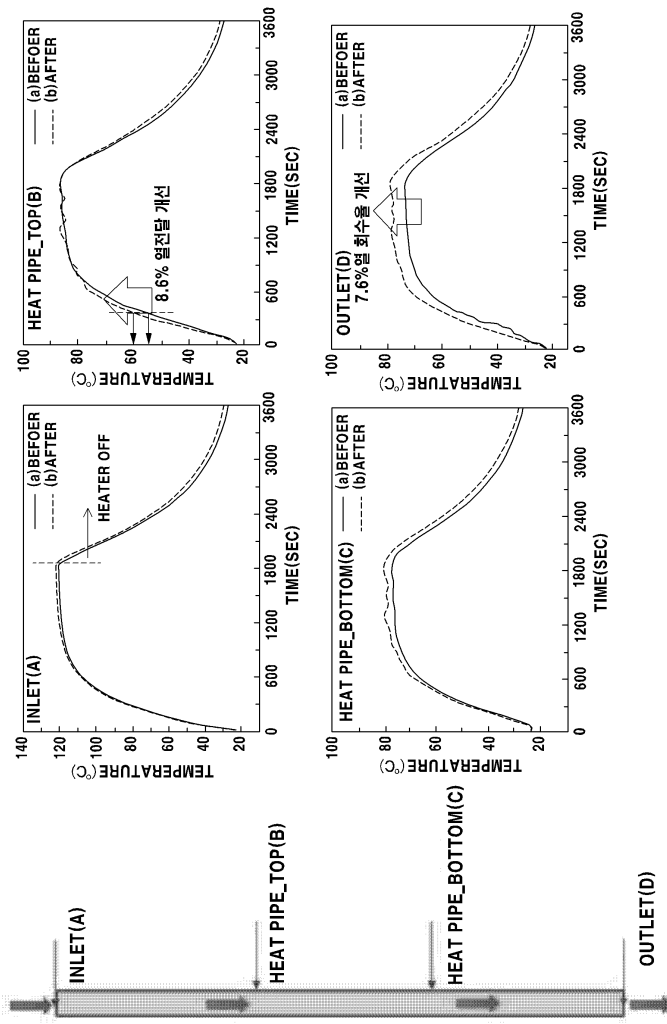 INLET(A)
HEAT PIPE_TOP(B)
HEAT PIPE_BOTTOM(C)
OUTLET(D)
INLET(A)
(a)BEFOER
(b)AFTER
HEATER OFF
TEMPERATURE(°C)
140
120
100
80
60
40
20
0
600
1200
1800
2400
3000
3600
TIME(SEC)
HEAT PIPE_TOP(B)
(a)BEFOER
(b)AFTER
8.6% 열전달 개선
TEMPERATURE(°C)
100
80
60
40
20
0
600
1200
1800
2400
3000
3600
TIME(SEC)
HEAT PIPE_BOTTOM(C)
(a)BEFOER
(b)AFTER
TEMPERATURE(°C)
100
80
60
40
20
0
600
1200
1800
2400
3000
3600
TIME(SEC)
OUTLET(D)
7.6%열 회수율 개선
(a)BEFOER
(b)AFTER
TEMPERATURE(°C)
100
80
60
40
20
0
600
1200
1800
2400
3000
3600
TIME(SEC)